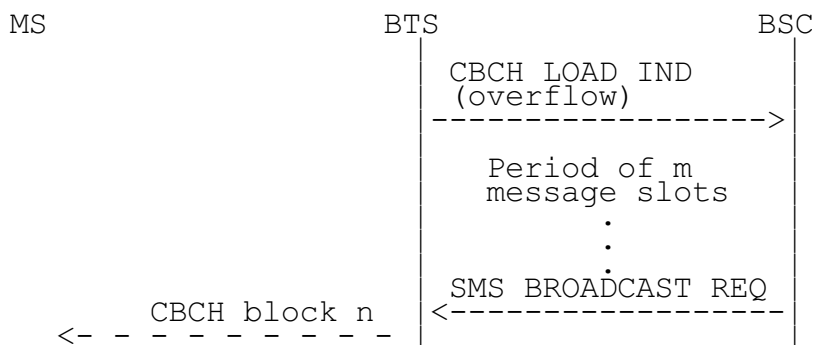 MS BTS BSC
CBCH LOAD IND
(overflow)
Period of m
message slots
.
.
.
SMS BROADCAST REQ
CBCH block n